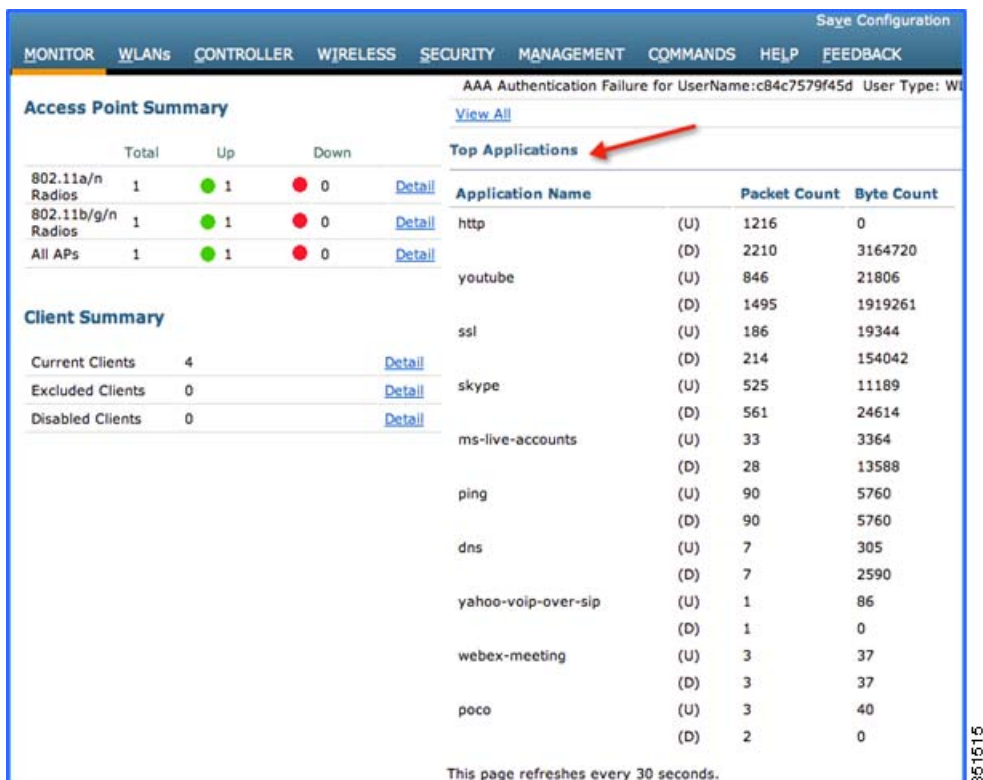 Save Configuration
MONITOR WLANs CONTROLLER WIRELESS SECURITY MANAGEMENT COMMANDS HELP FEEDBACK
Access Point Summary
Total Up Down
802.11a/n Radios 1 1 0 Detail
802.11b/g/n Radios 1 1 0 Detail
All APs 1 1 0 Detail
Client Summary
Current Clients 4 Detail
Excluded Clients 0 Detail
Disabled Clients 0 Detail
AAA Authentication Failure for UserName:c84c7579f45d User Type:
View All
Top Applications
Application Name Packet Count Byte Count
http (U) 1216 0
(D) 2210 3164720
youtube (U) 846 21806
(D) 1495 1919261
ssl (U) 186 19344
(D) 214 154042
skype (U) 525 11189
(D) 561 24614
ms-live-accounts (U) 33 3364
(D) 28 13588
ping (U) 90 5760
(D) 90 5760
dns (U) 7 305
(D) 7 2590
yahoo-voip-over-sip (U) 1 86
(D) 1 0
webex-meeting (U) 3 37
(D) 3 37
poco (U) 3 40
(D) 2 0
This page refreshes every 30 seconds.
351515